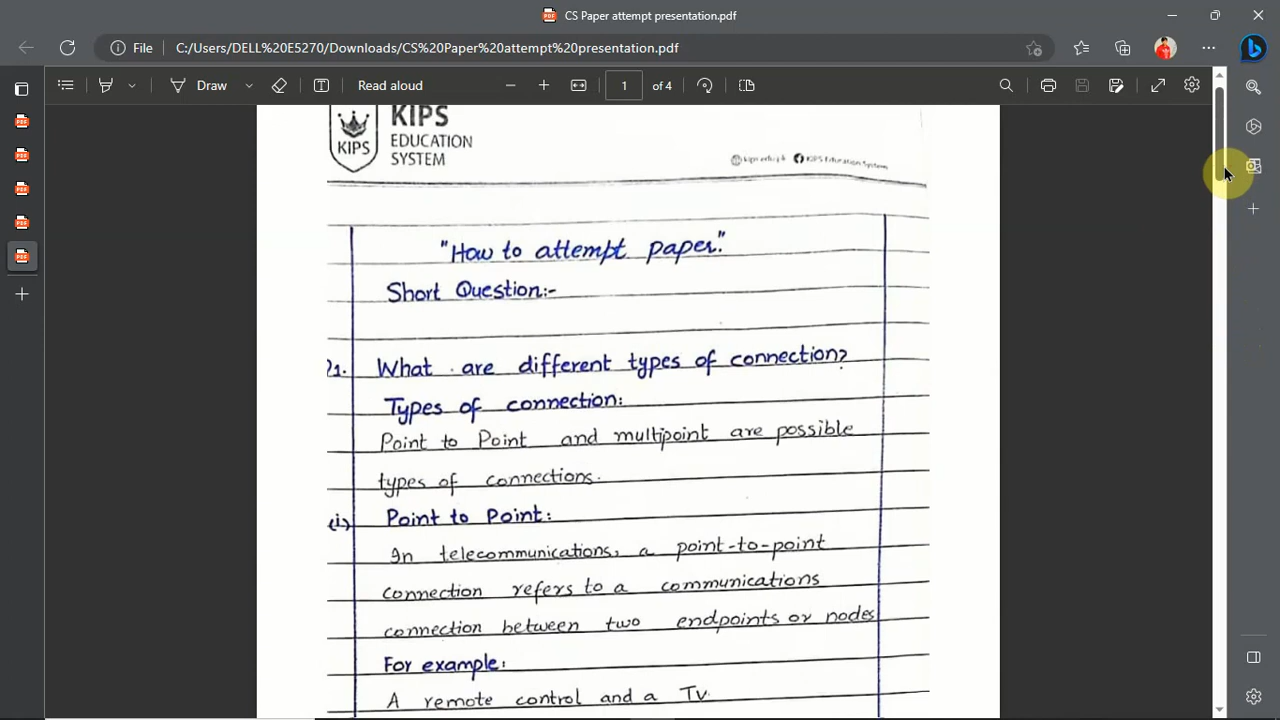 CS Paper attempt presentation.pdf
File C:/Users/DELL%20E5270/Downloads/CS%20Paper%20attempt%20presentation.pdf
Draw Read aloud 1 of 4
KIPS
EDUCATION
SYSTEM
KIPS
kips.edu.pk KIPS Education System
"How to attempt paper."
Short Question:-
What are different types of connection?
Types of connection:
Point to Point and multipoint are possible
types of connections.
(i) Point to Point:
In telecommunications, a point-to-point
connection refers to a communications
connection between two endpoints or nodes
For example:
A remote control and a Tv.